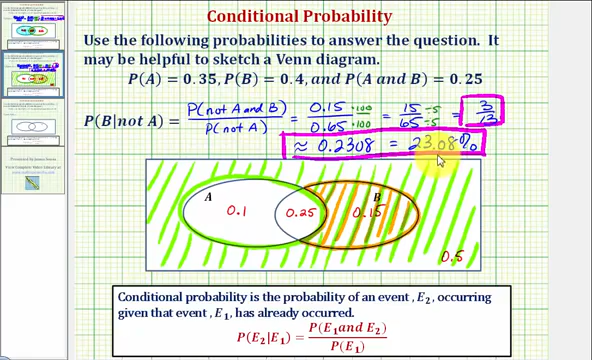 Conditional Probability
Use the following probabilities to answer the question. It
may be helpful to sketch a Venn diagram.
P(A) = 0.35, P(B) = 0.4, and P(A and B) = 0.25
P(B|not A) = P(not A and B) / P(not A) = 0.15 ·100 / 0.65 ·100 = 15 ÷5 / 65 ÷5 = 3/13
≈ 0.2308 = 23.08%
A B
0.1 0.25 0.15
0.5
Conditional probability is the probability of an event, E₂, occurring
given that event, E₁, has already occurred.
P(E₂|E₁) = P(E₁ and E₂) / P(E₁)